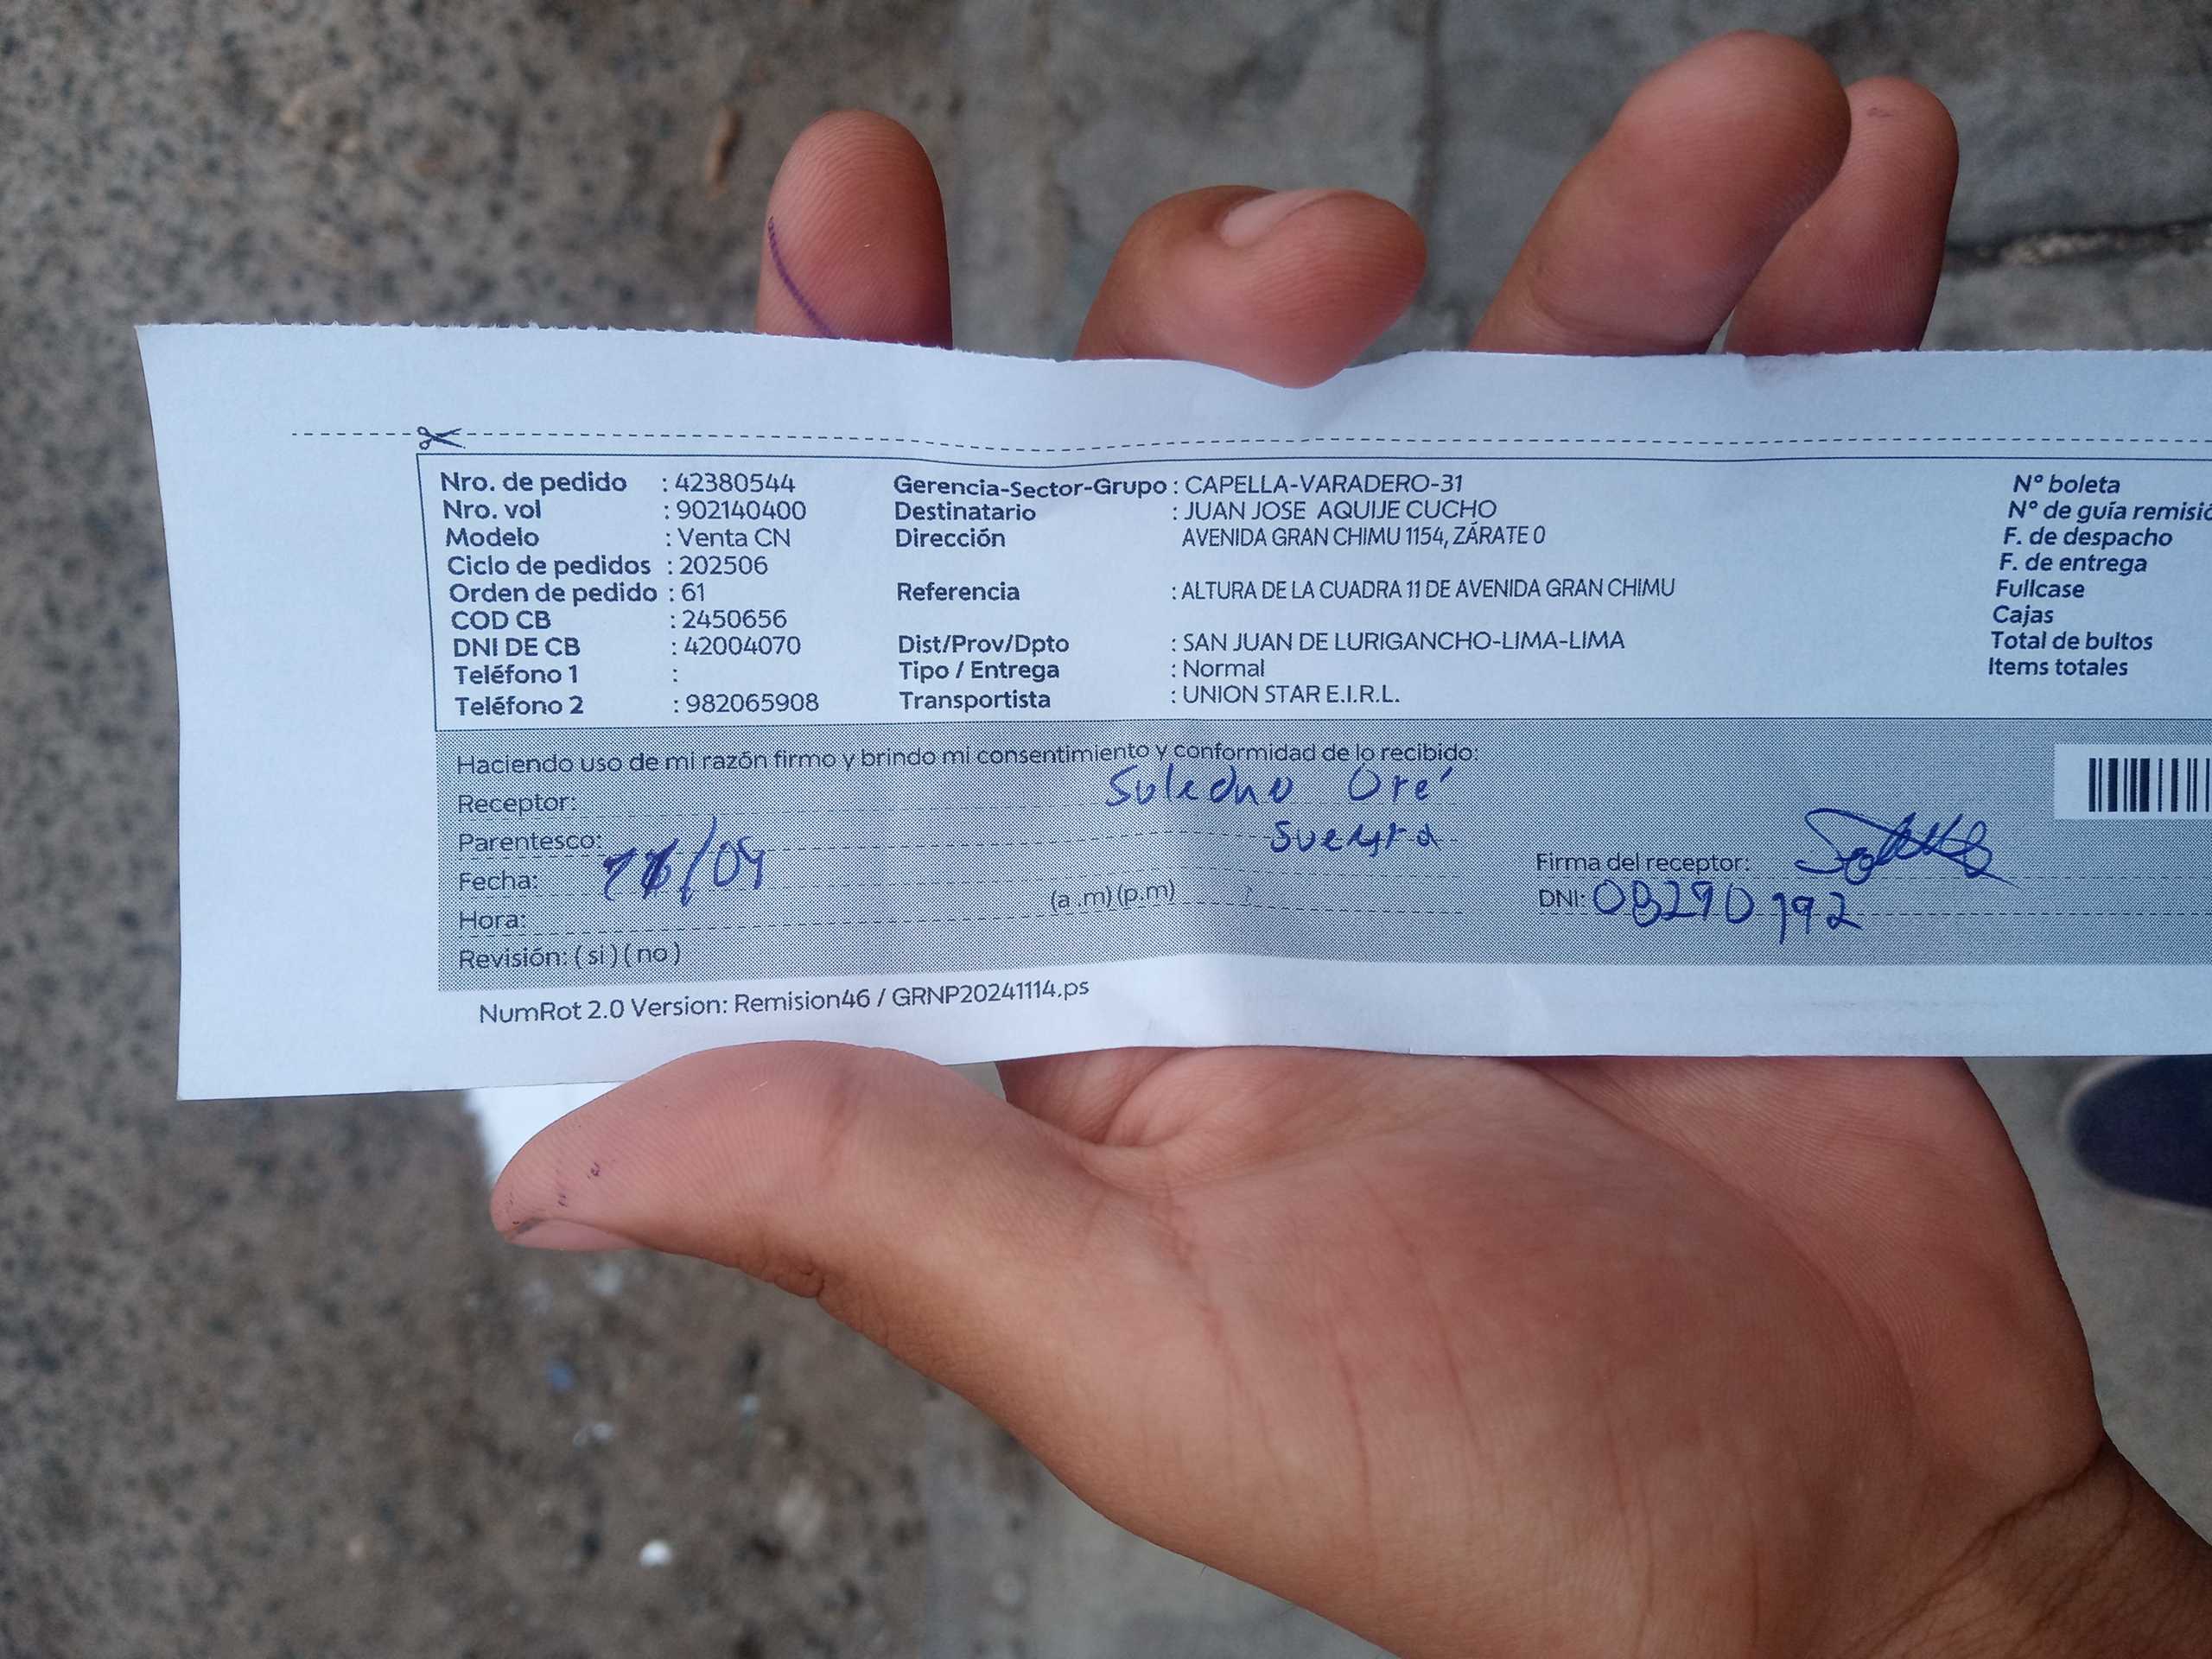 Nro. de pedido : 42380544
Nro. vol : 902140400
Modelo : Venta CN
Ciclo de pedidos : 202506
Orden de pedido : 61
COD CB : 2450656
DNI DE CB : 42004070
Teléfono 1 :
Teléfono 2 : 982065908
Gerencia-Sector-Grupo : CAPELLA-VARADERO-31
Destinatario : JUAN JOSE AQUIJE CUCHO
Dirección AVENIDA GRAN CHIMU 1154, ZÁRATE 0
Referencia : ALTURA DE LA CUADRA 11 DE AVENIDA GRAN CHIMU
Dist/Prov/Dpto : SAN JUAN DE LURIGANCHO-LIMA-LIMA
Tipo / Entrega : Normal
Transportista : UNION STAR E.I.R.L.
N° boleta
N° de guía remisió
F. de despacho
F. de entrega
Fullcase
Cajas
Total de bultos
Items totales
Haciendo uso de mi razón firmo y brindo mi consentimiento y conformidad de lo recibido:
Receptor: Soledad Oré
Parentesco: Suegra
Fecha:
Hora: (a.m)(p.m)
Revisión: (si)(no)
Firma del receptor:
DNI: 08290192
NumRot 2.0 Version: Remision46 / GRNP20241114.ps